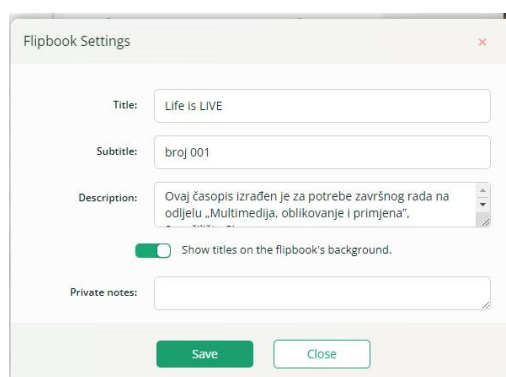 Flipbook Settings
Title: Life is LIVE
Subtitle: broj 001
Description: Ovaj časopis izrađen je za potrebe završnog rada na
odljelu „Multimedija, oblikovanje i primjena”,
Show titles on the flipbook's background.
Private notes:
Save Close